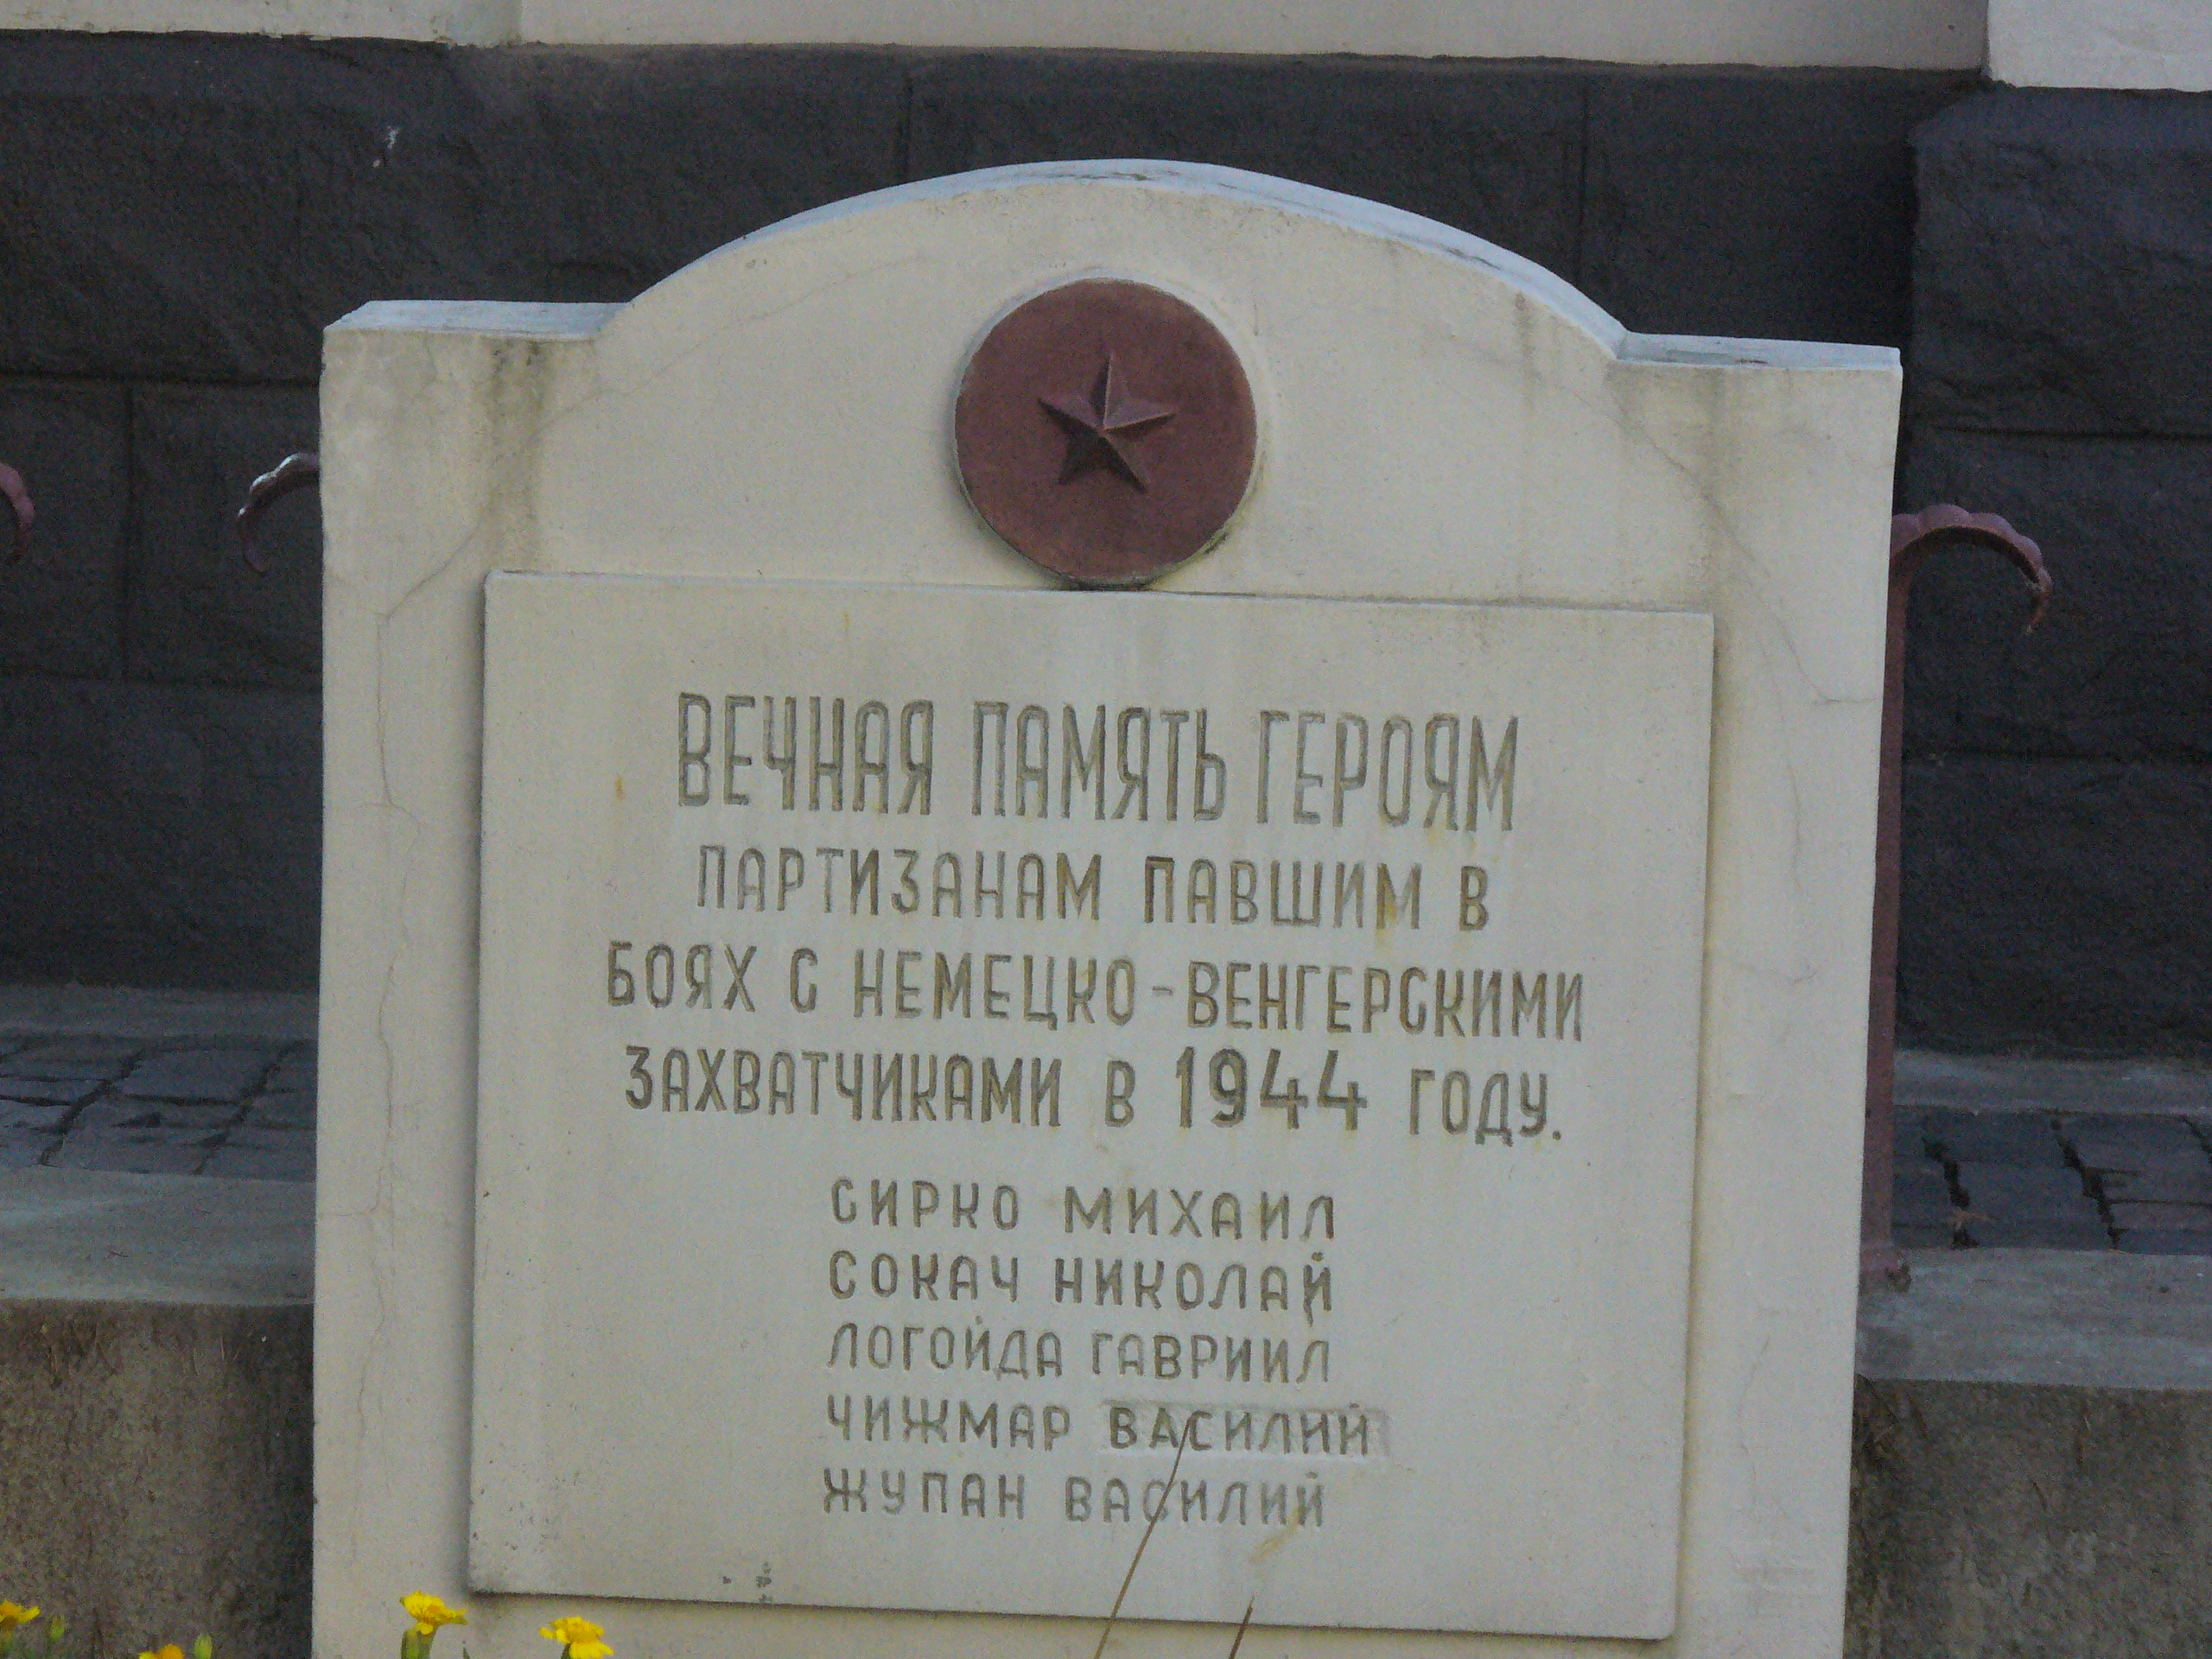 ВЕЧНАЯ ПАМЯТЬ ГЕРОЯМ
ПАРТИЗАНАМ ПАВШИМ В
БОЯХ С НЕМЕЦКО-ВЕНГЕРСКИМИ
ЗАХВАТЧИКАМИ В 1944 ГОДУ.
СИРКО МИХАИЛ
СОКАЧ НИКОЛАЙ
ЛОГОЙДА ГАВРИИЛ
ЧИЖМАР ВАСИЛИЙ
ЖУПАН ВАСИЛИЙ